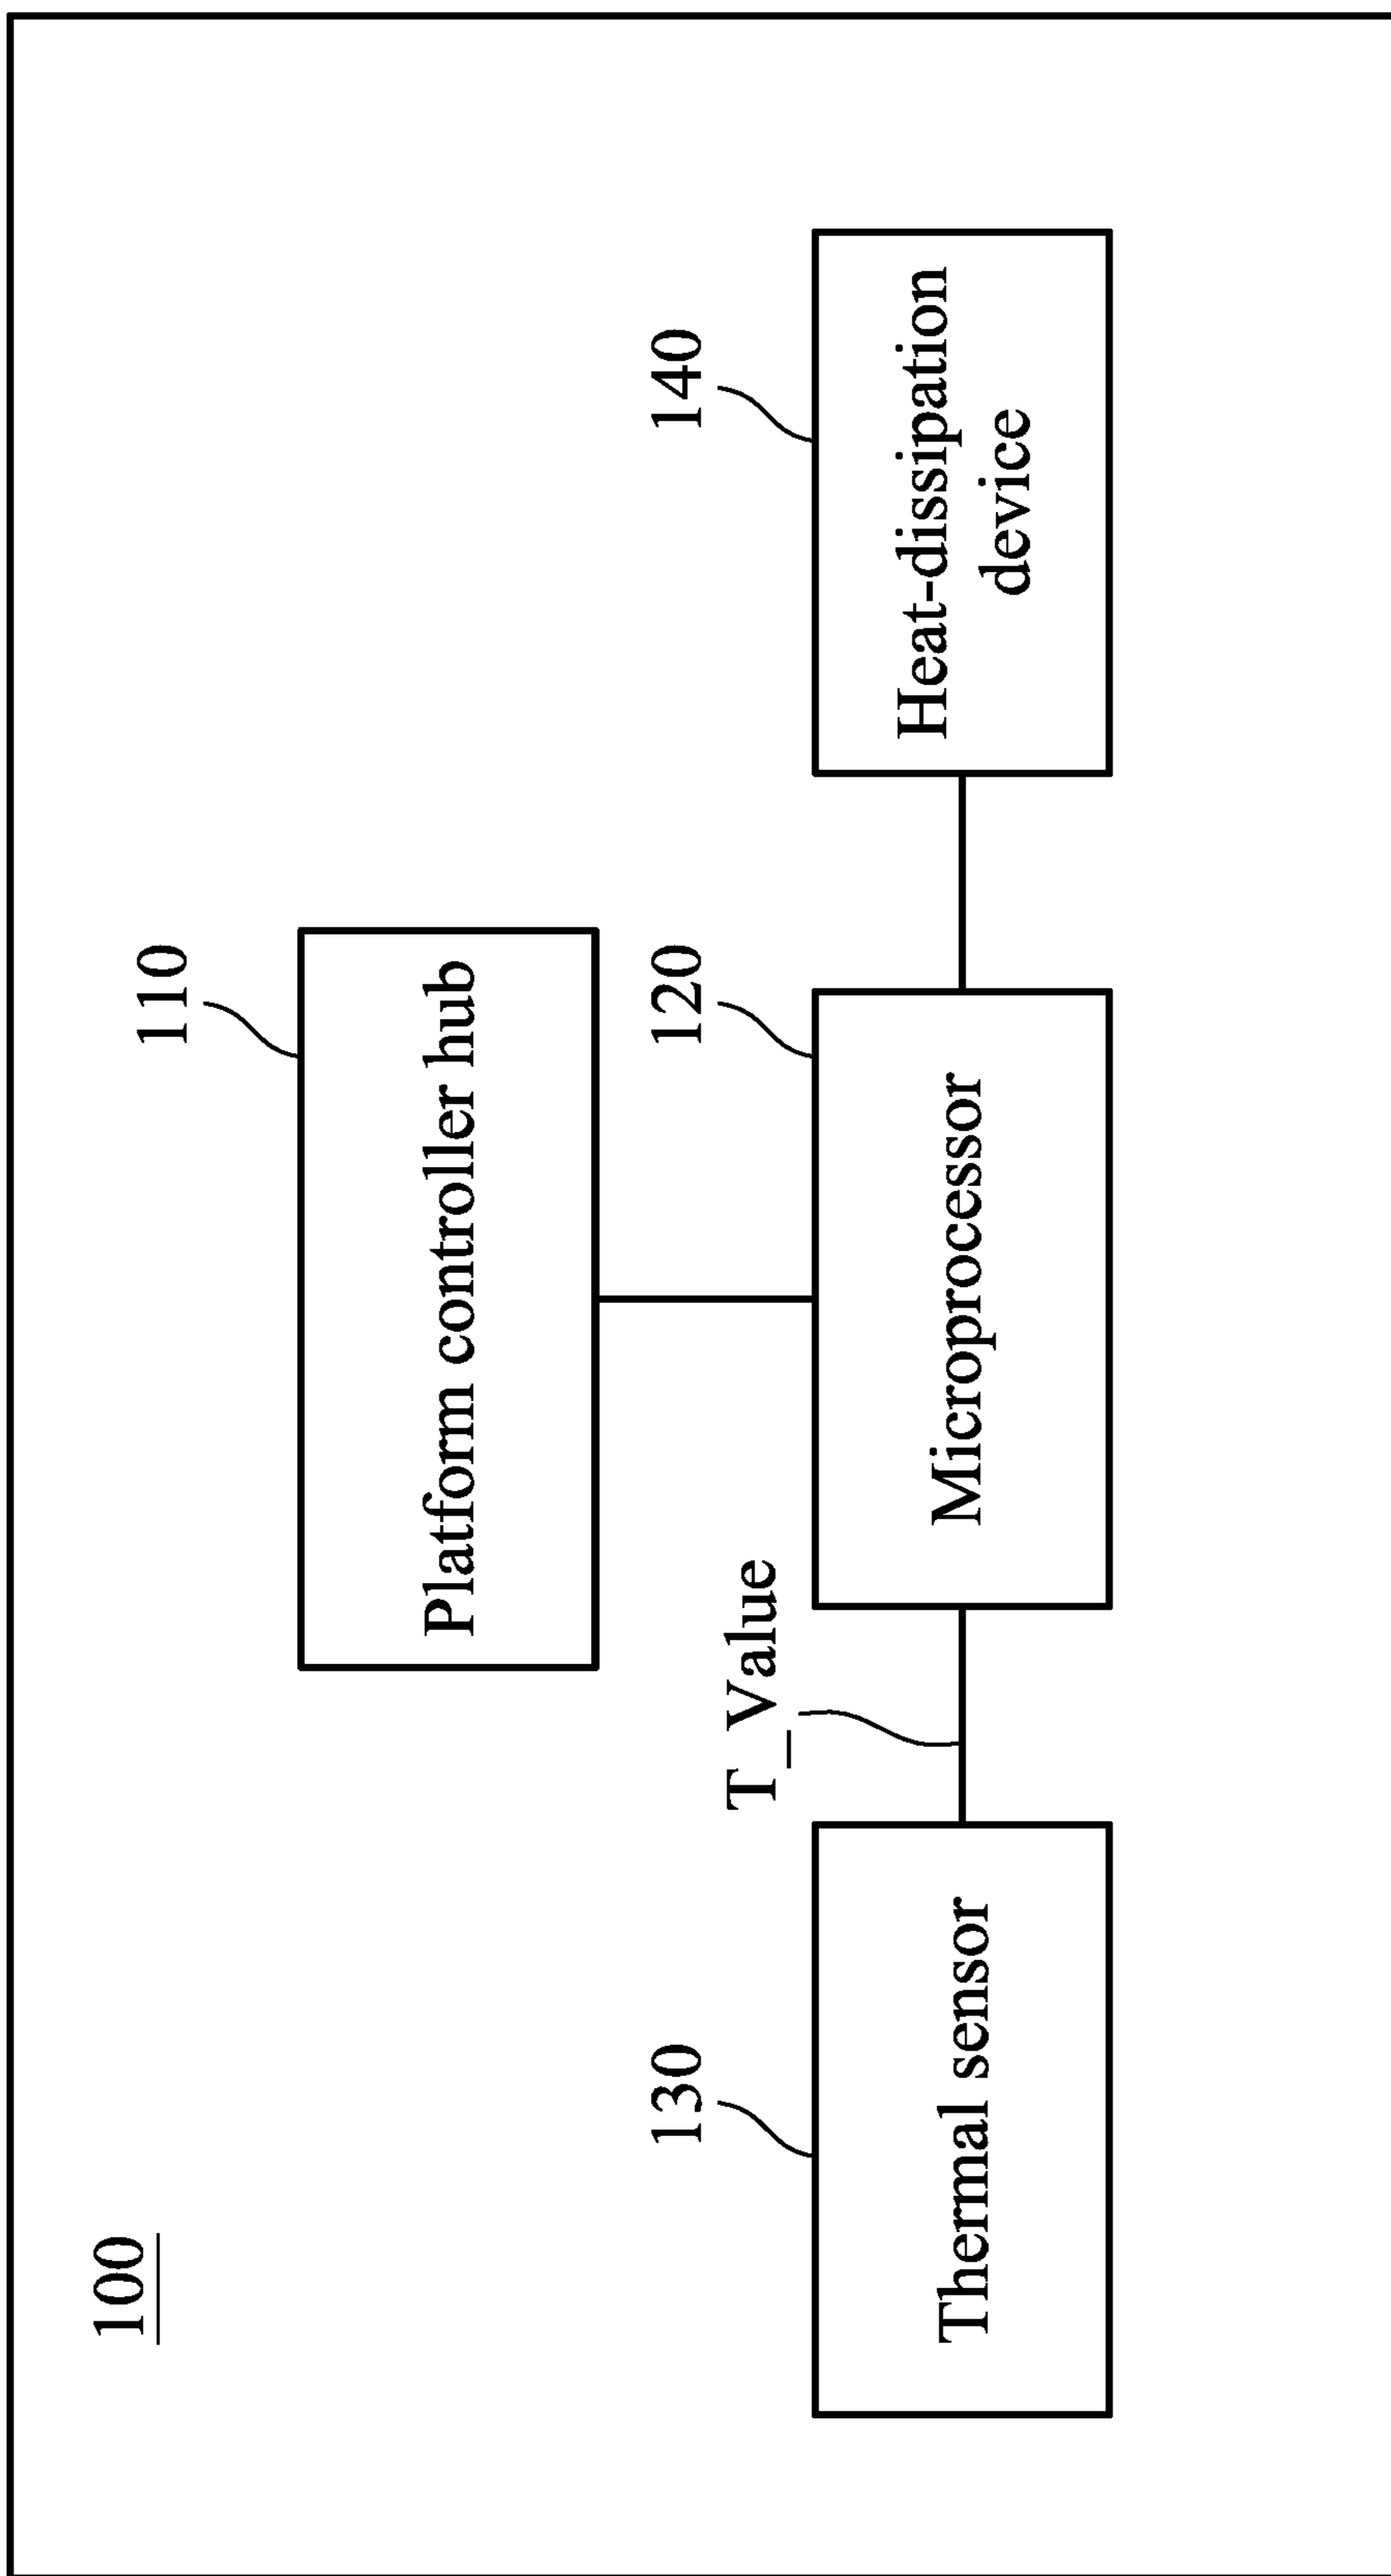 100
110
Platform controller hub
130
120
140
T_Value
Thermal sensor
Microprocessor
Heat-dissipation
device